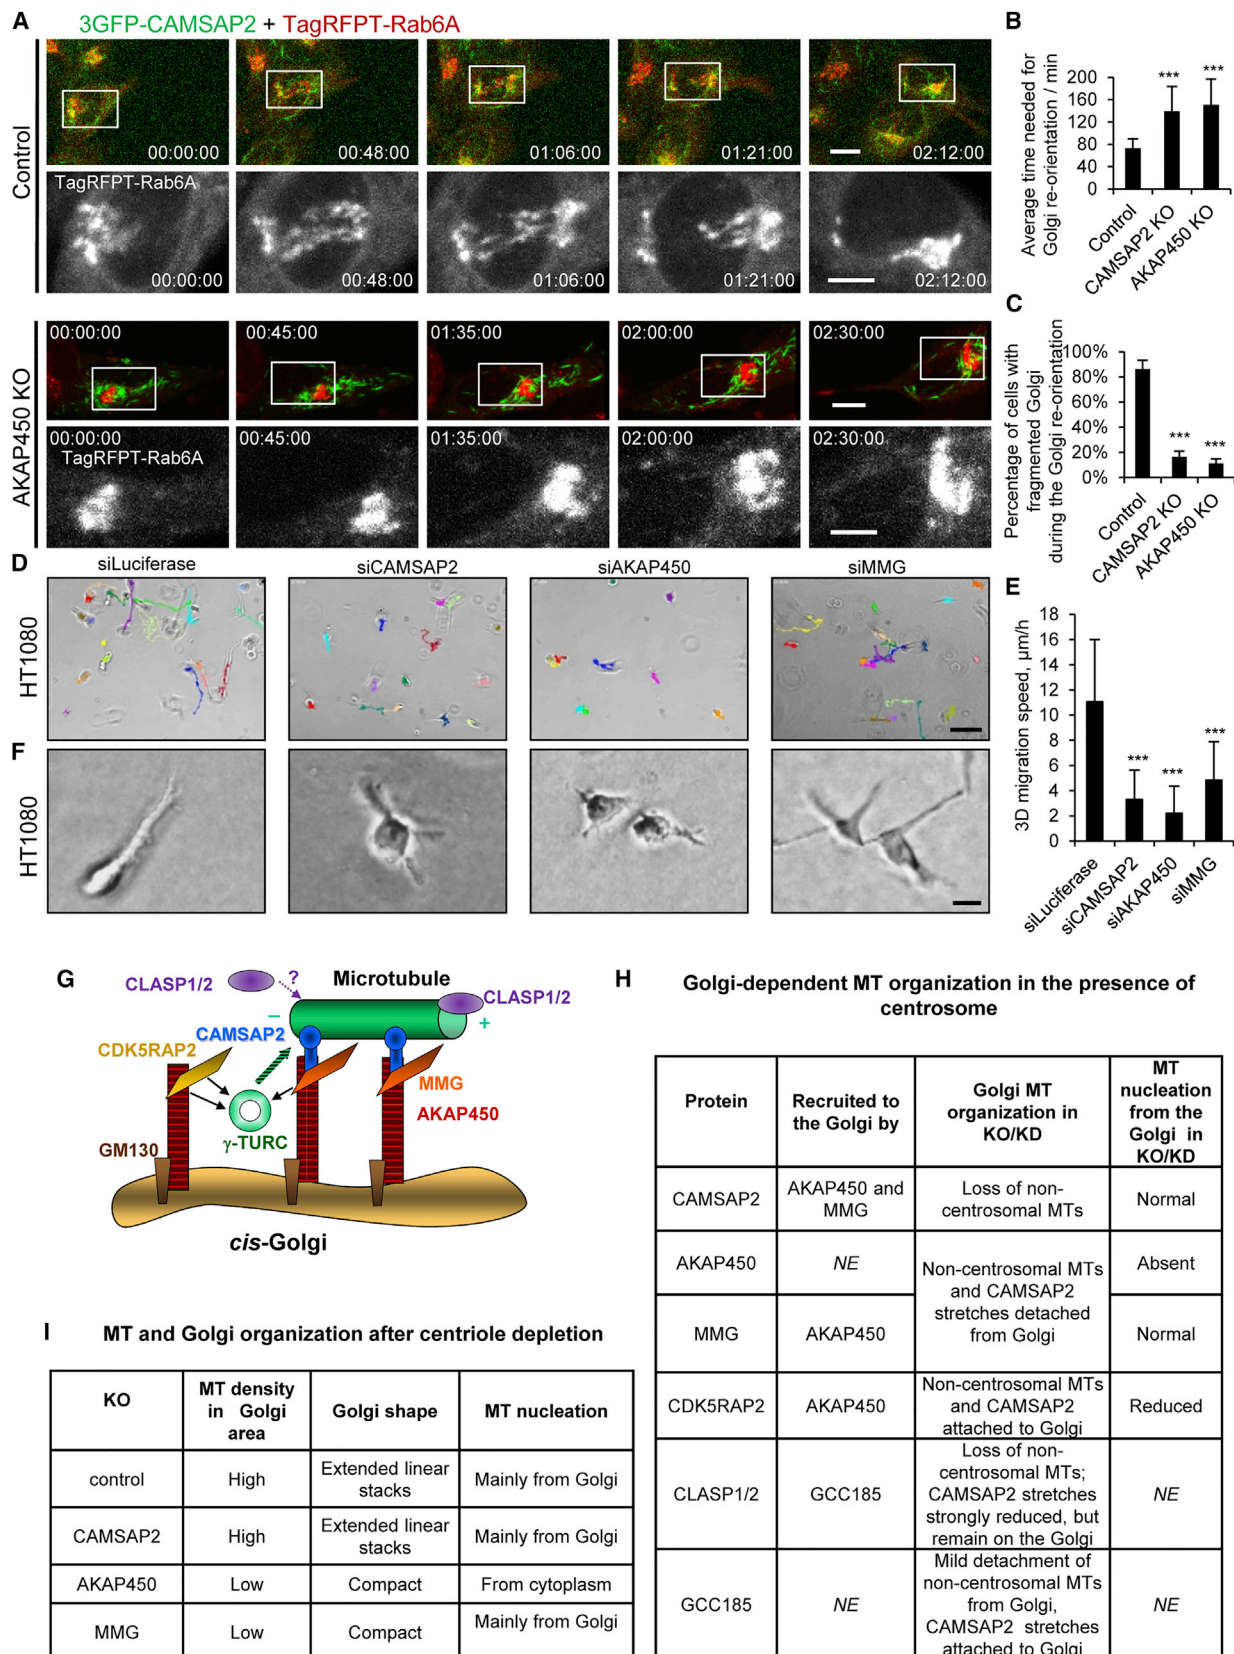 A
3GFP-CAMSAP2 + TagRFPT-Rab6A
Control
00:00:00
00:48:00
01:06:00
01:21:00
02:12:00
TagRFPT-Rab6A
00:00:00
00:48:00
01:06:00
01:21:00
02:12:00
AKAP450 KO
00:00:00
00:45:00
01:35:00
02:00:00
02:30:00
00:00:00
TagRFPT-Rab6A
00:45:00
01:35:00
02:00:00
02:30:00
B
Average time needed for
Golgi re-orientation / min
200
160
120
80
40
0
***
***
Control
CAMSAP2 KO
AKAP450 KO
C
Percentage of cells with
fragmented Golgi
during the Golgi re-orientation
100%
80%
60%
40%
20%
0%
***
***
Control
CAMSAP2 KO
AKAP450 KO
D
siLuciferase
siCAMSAP2
siAKAP450
siMMG
HT1080
E
3D migration speed, µm/h
18
16
14
12
10
8
6
4
2
0
***
***
***
siLuciferase
siCAMSAP2
siAKAP450
siMMG
F
HT1080
G
CLASP1/2
?
Microtubule
CLASP1/2
−
+
CAMSAP2
CDK5RAP2
MMG
AKAP450
γ-TURC
GM130
cis-Golgi
H
Golgi-dependent MT organization in the presence of
centrosome
Protein
Recruited to
the Golgi by
Golgi MT
organization in
KO/KD
MT
nucleation
from the
Golgi in
KO/KD
CAMSAP2
AKAP450 and
MMG
Loss of non-
centrosomal MTs
Normal
AKAP450
NE
Non-centrosomal MTs
and CAMSAP2
stretches detached
from Golgi
Absent
MMG
AKAP450
Normal
CDK5RAP2
AKAP450
Non-centrosomal MTs
and CAMSAP2
attached to Golgi
Reduced
CLASP1/2
GCC185
Loss of non-
centrosomal MTs;
CAMSAP2 stretches
strongly reduced, but
remain on the Golgi
NE
GCC185
NE
Mild detachment of
non-centrosomal MTs
from Golgi,
CAMSAP2 stretches
attached to Golgi
NE
I
MT and Golgi organization after centriole depletion
KO
MT density
in Golgi
area
Golgi shape
MT nucleation
control
High
Extended linear
stacks
Mainly from Golgi
CAMSAP2
High
Extended linear
stacks
Mainly from Golgi
AKAP450
Low
Compact
From cytoplasm
MMG
Low
Compact
Mainly from Golgi